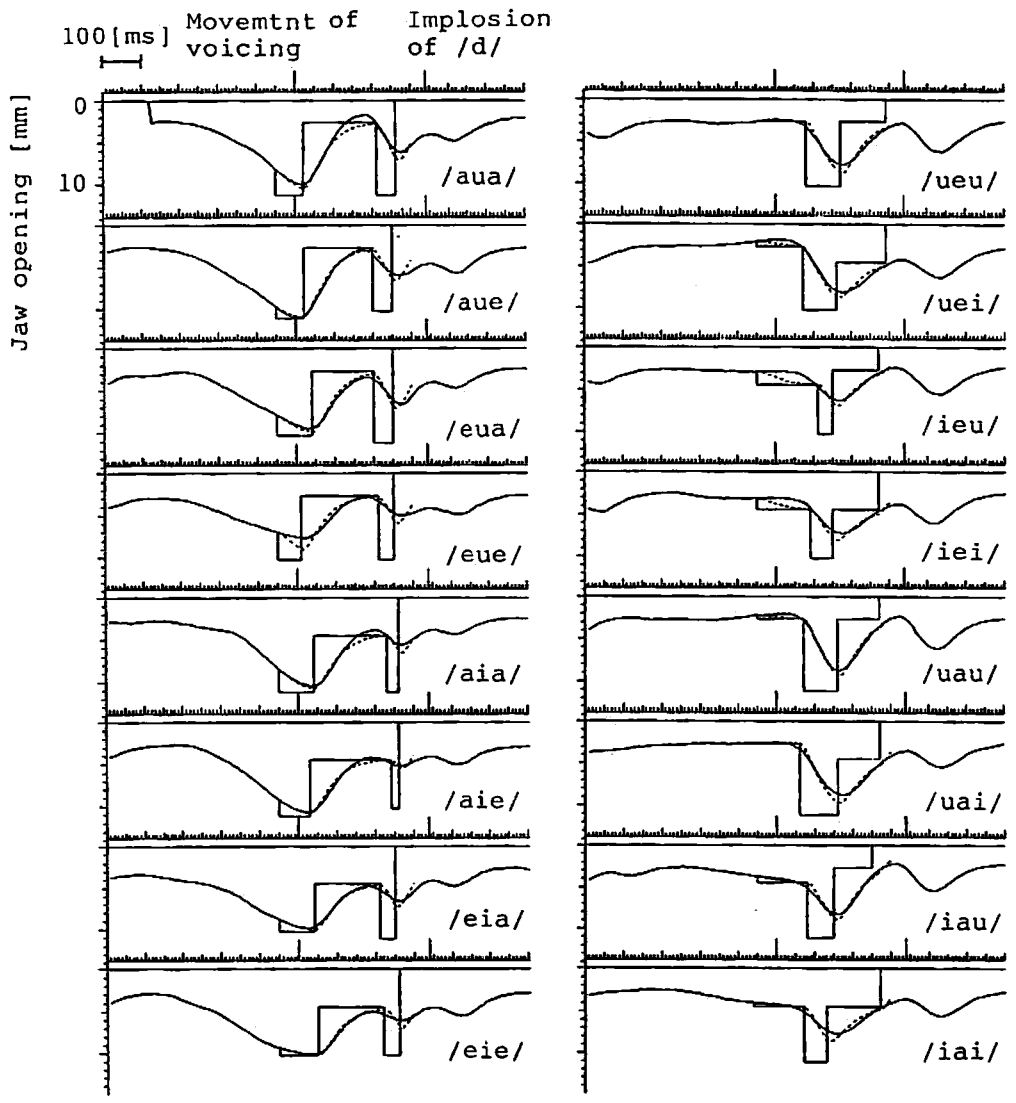 100[ms]
Movemtnt of
voicing
Implosion
of /d/
Jaw opening [mm]
0
10
/aua/
/aue/
/eua/
/eue/
/aia/
/aie/
/eia/
/eie/
/ueu/
/uei/
/ieu/
/iei/
/uau/
/uai/
/iau/
/iai/